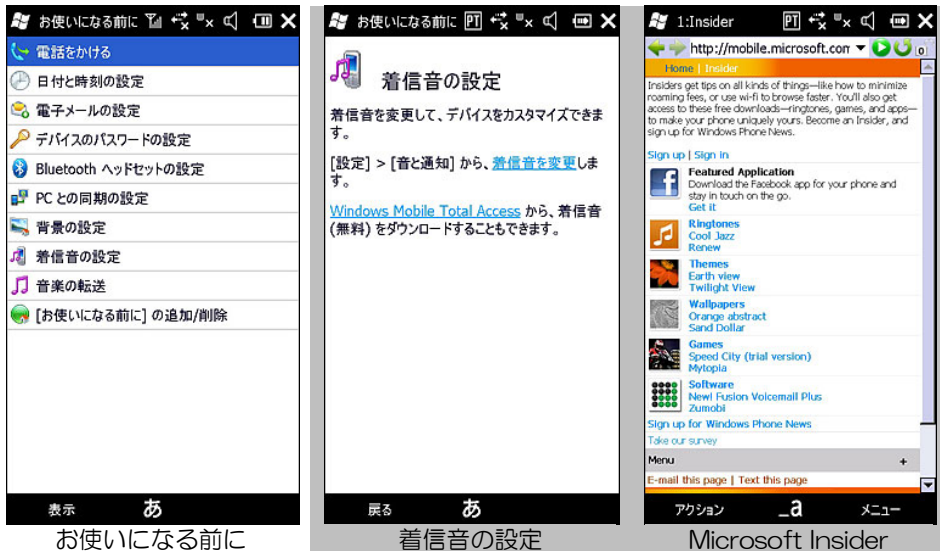 お使いになる前に
電話をかける
日付と時刻の設定
電子メールの設定
デバイスのパスワードの設定
Bluetooth ヘッドセットの設定
PC との同期の設定
背景の設定
着信音の設定
音楽の転送
[お使いになる前に] の追加/削除
表示 あ
お使いになる前に
お使いになる前に PT
着信音の設定
着信音を変更して、デバイスをカスタマイズできま
す。
[設定] > [音と通知] から、着信音を変更しま
す。
Windows Mobile Total Access から、着信音
(無料) をダウンロードすることもできます。
戻る あ
着信音の設定
1:Insider PT
http://mobile.microsoft.com
Home | Insider
Insiders get tips on all kinds of things—like how to minimize
roaming fees, or use wi-fi to browse faster. You'll also get
access to these free downloads—ringtones, games, and apps—
to make your phone uniquely yours. Become an Insider, and
sign up for Windows Phone News.
Sign up | Sign in
Featured Application
Download the Facebook app for your phone and
stay in touch on the go.
Get it
Ringtones
Cool Jazz
Renew
Themes
Earth view
Twilight View
Wallpapers
Orange abstract
Sand Dollar
Games
Speed City (trial version)
Mytopia
Software
New! Fusion Voicemail Plus
Zumobi
Sign up for Windows Phone News
Take our survey
Menu +
E-mail this page | Text this page
アクション _a メニュー
Microsoft Insider